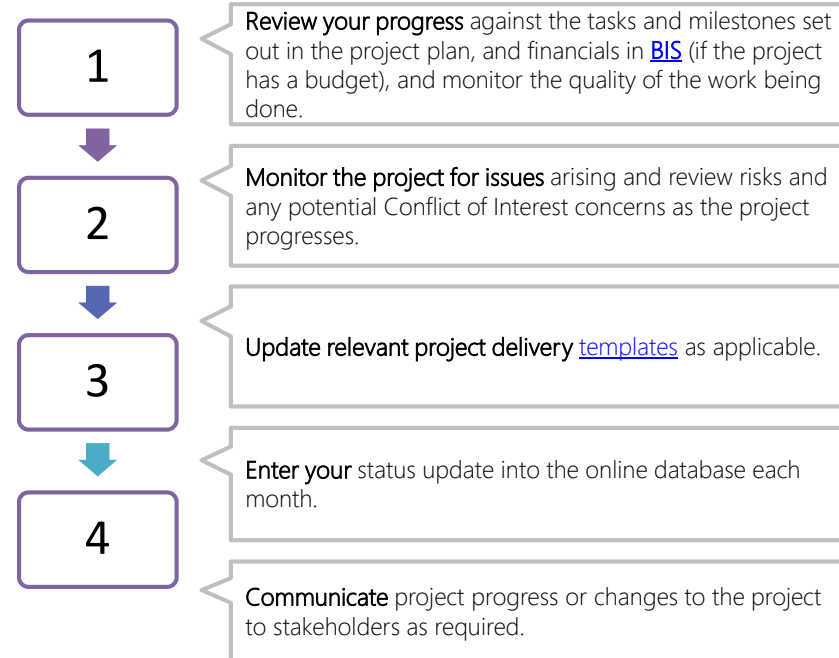 1
Review your progress against the tasks and milestones set
out in the project plan, and financials in BIS (if the project
has a budget), and monitor the quality of the work being
done.
2
Monitor the project for issues arising and review risks and
any potential Conflict of Interest concerns as the project
progresses.
3
Update relevant project delivery templates as applicable.
4
Enter your status update into the online database each
month.
Communicate project progress or changes to the project
to stakeholders as required.